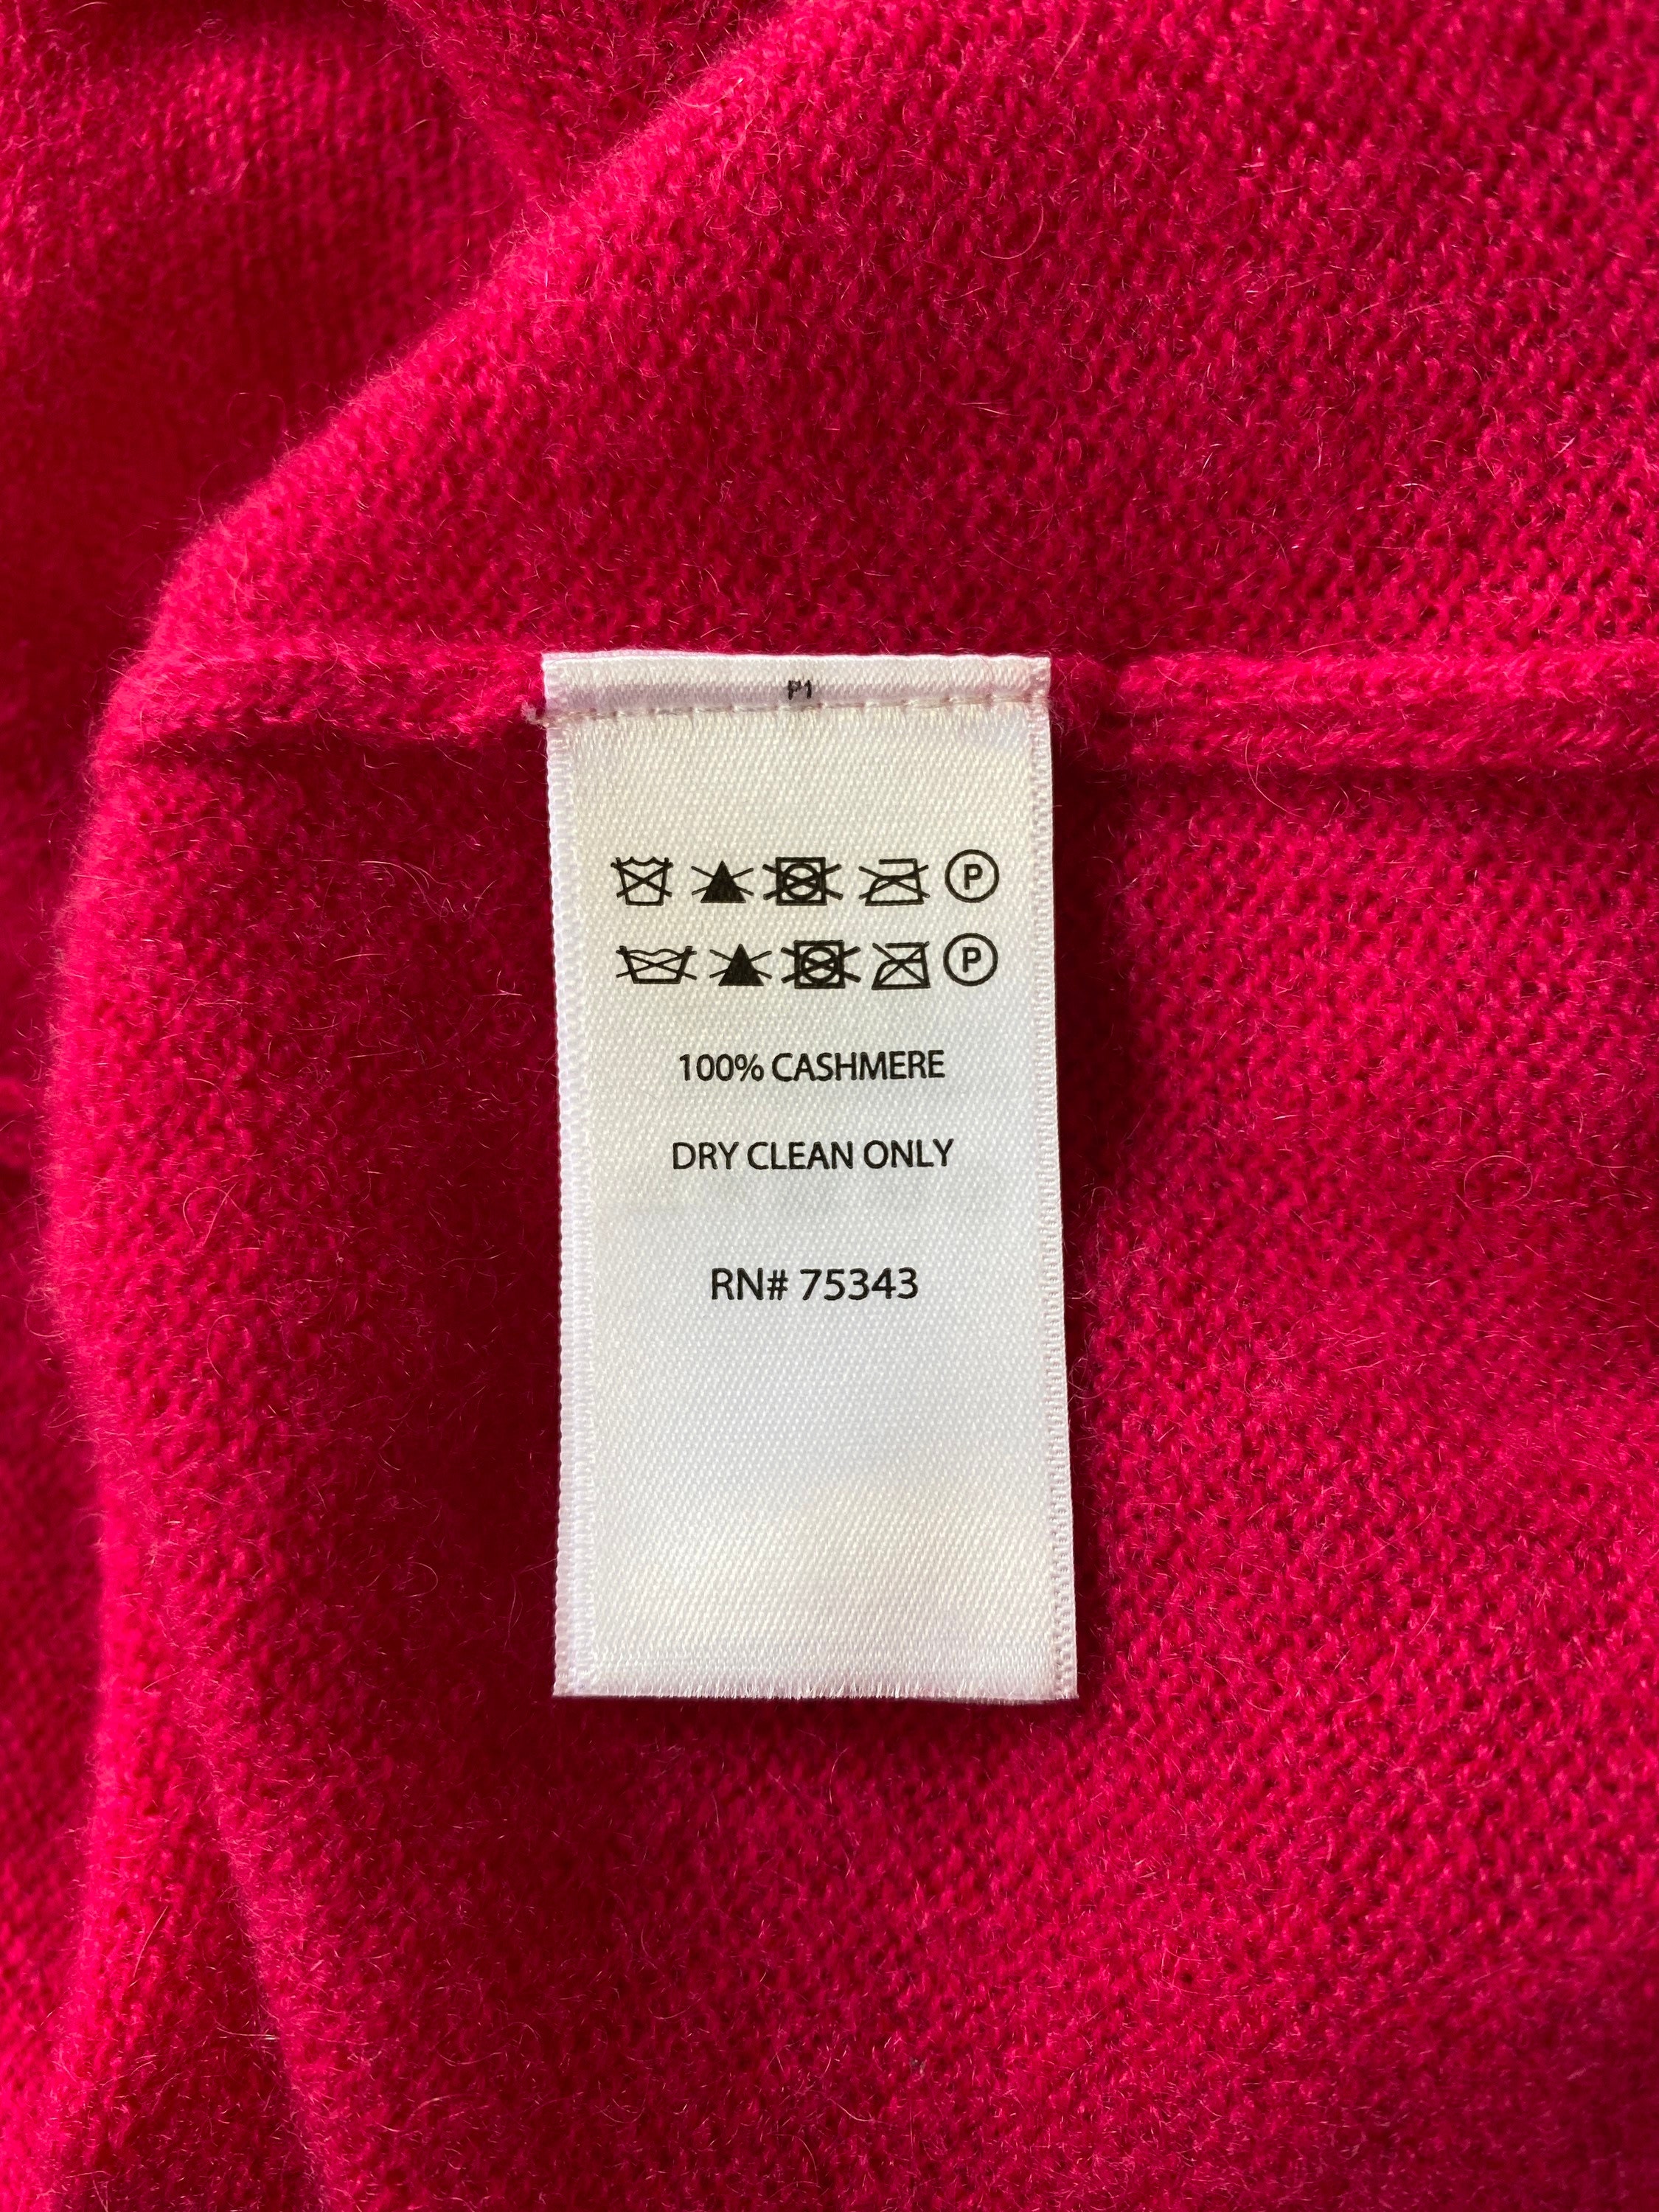 P1
P
P
100% CASHMERE
DRY CLEAN ONLY
RN# 75343